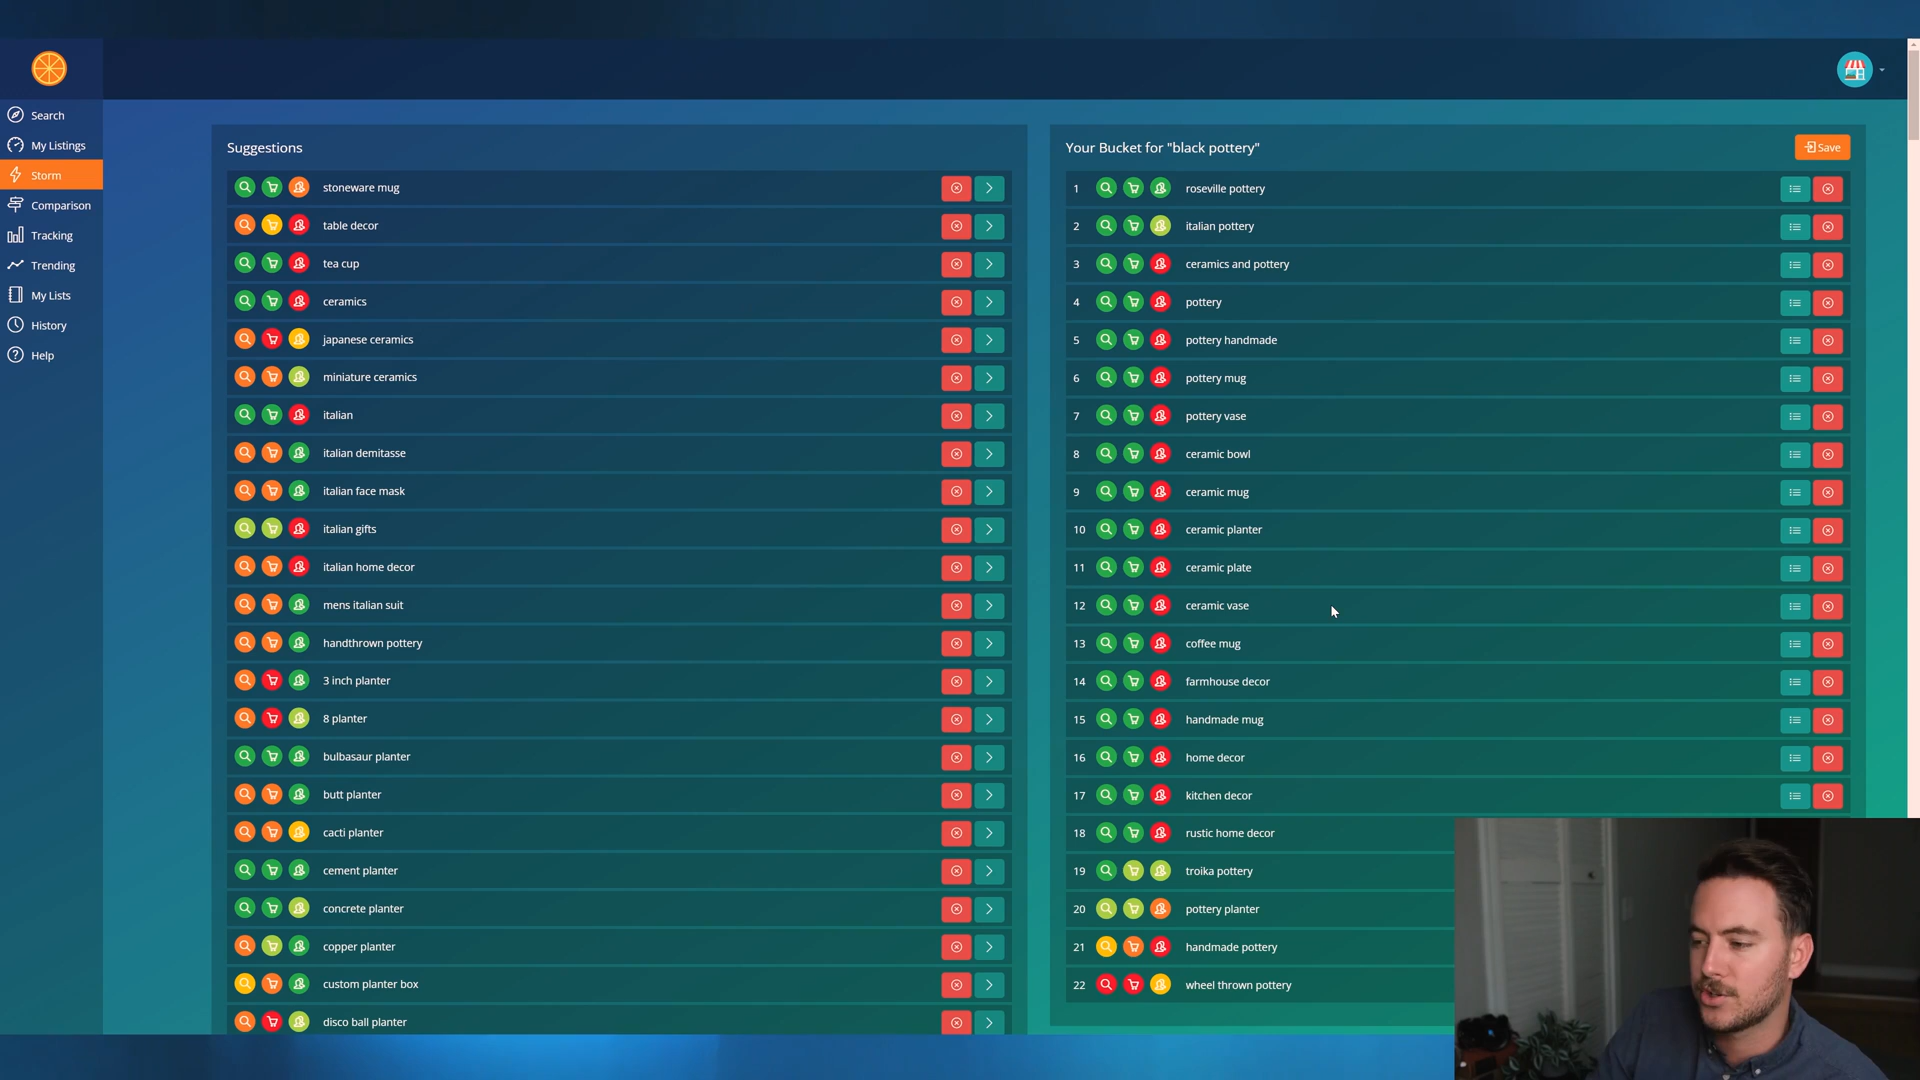 Search
My Listings
Storm
Comparison
Tracking
Trending
My Lists
History
Help
Suggestions
stoneware mug
table decor
tea cup
ceramics
japanese ceramics
miniature ceramics
italian
italian demitasse
italian face mask
italian gifts
italian home decor
mens italian suit
handthrown pottery
3 inch planter
8 planter
bulbasaur planter
butt planter
cacti planter
cement planter
concrete planter
copper planter
custom planter box
disco ball planter
Your Bucket for "black pottery"
Save
1 roseville pottery
2 italian pottery
3 ceramics and pottery
4 pottery
5 pottery handmade
6 pottery mug
7 pottery vase
8 ceramic bowl
9 ceramic mug
10 ceramic planter
11 ceramic plate
12 ceramic vase
13 coffee mug
14 farmhouse decor
15 handmade mug
16 home decor
17 kitchen decor
18 rustic home decor
19 troika pottery
20 pottery planter
21 handmade pottery
22 wheel thrown pottery